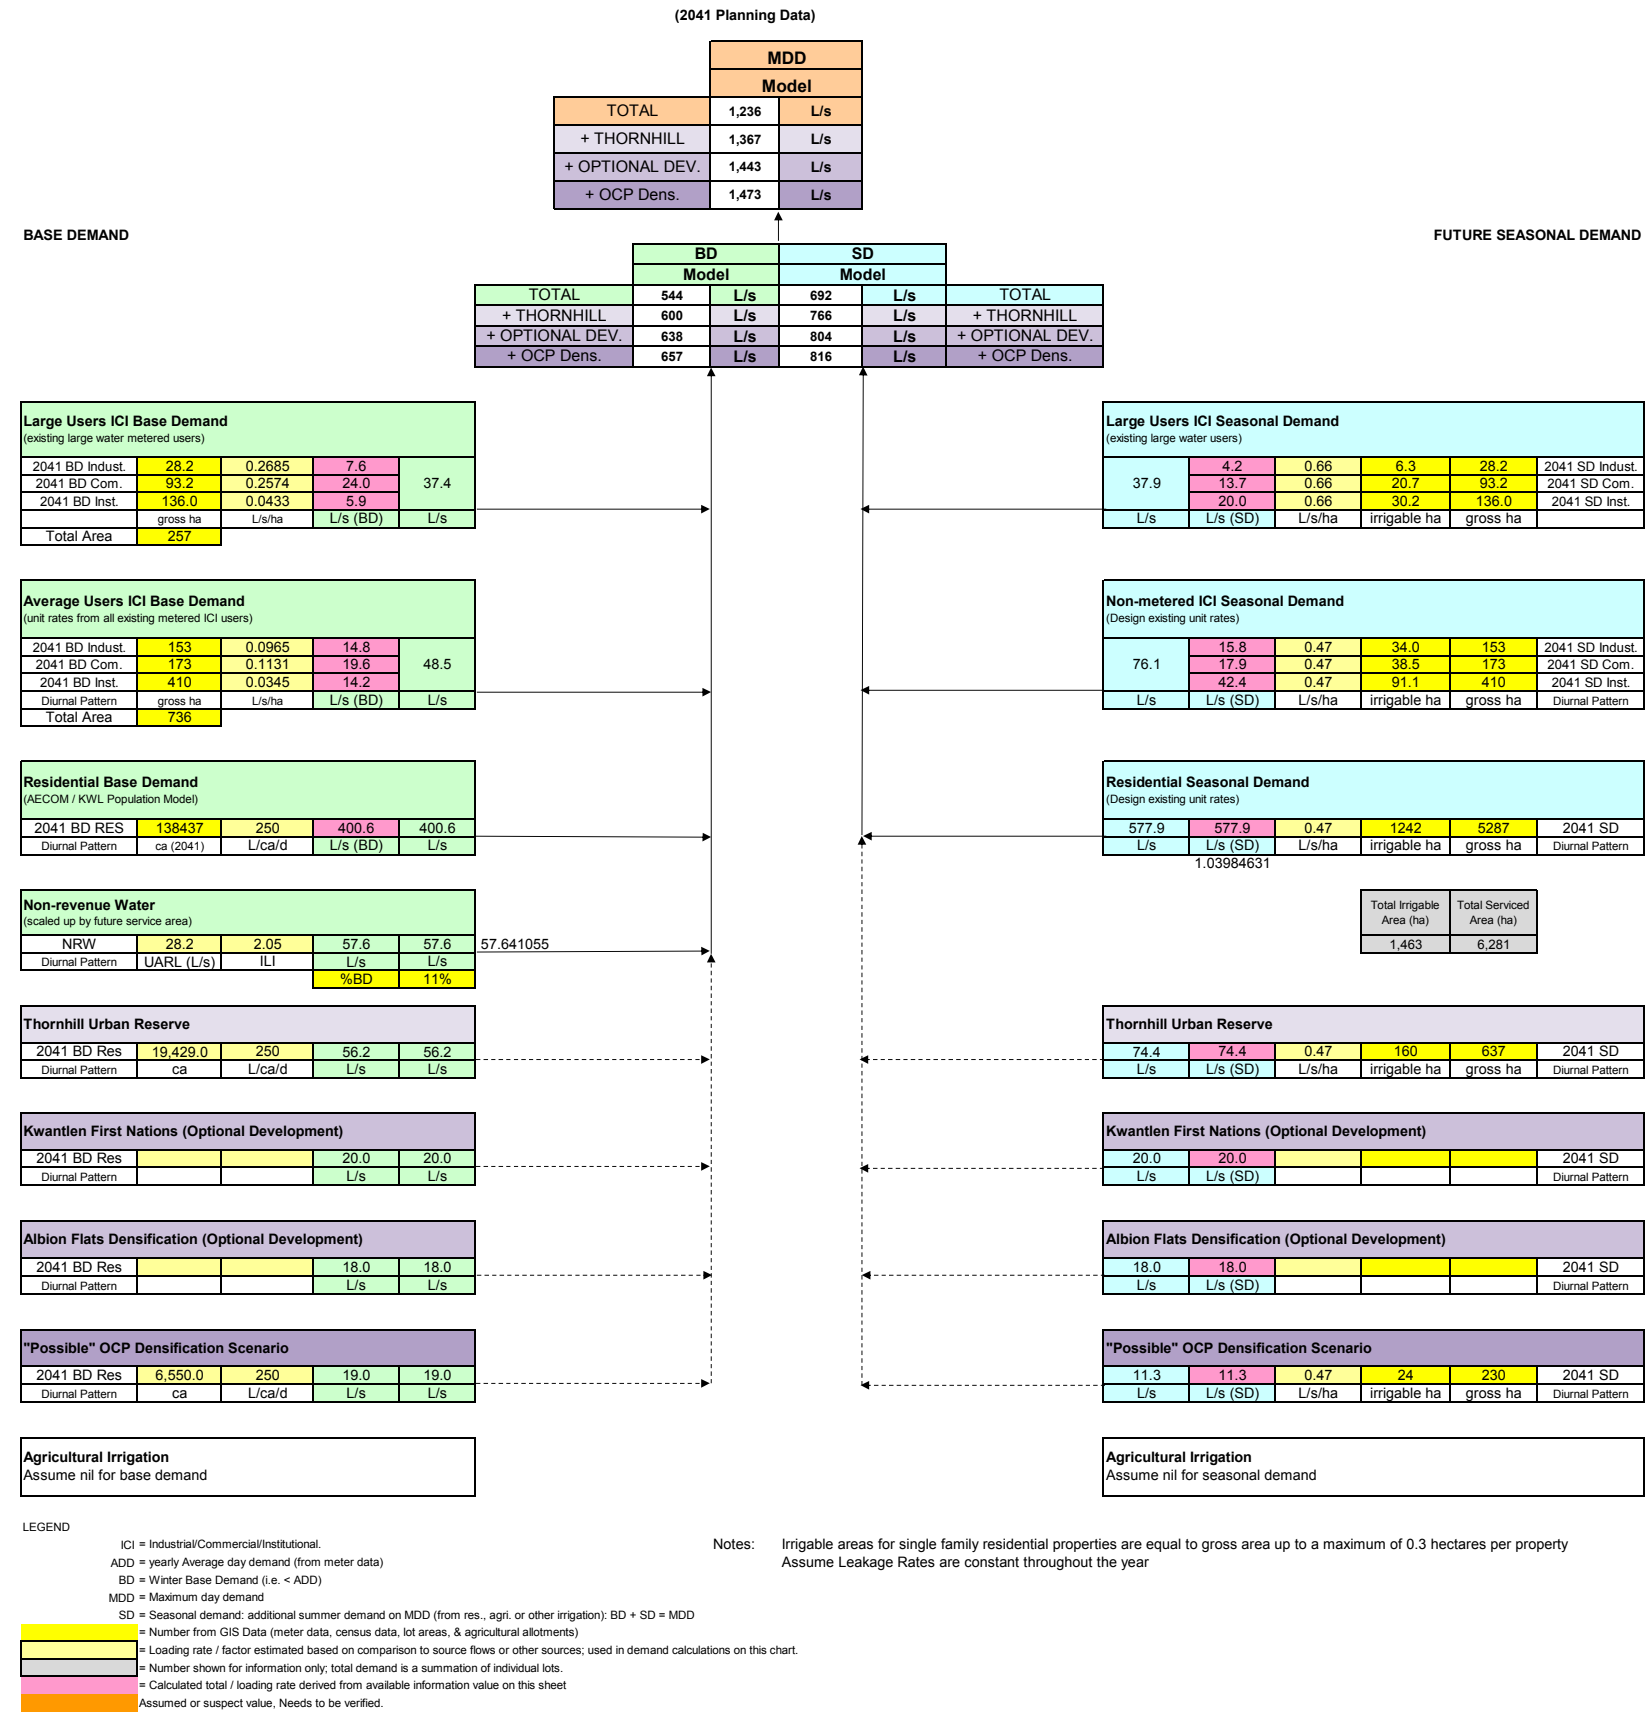 (2041 Planning Data)
MDD
Model
TOTAL 1,236 L/s
+ THORNHILL 1,367 L/s
+ OPTIONAL DEV. 1,443 L/s
+ OCP Dens. 1,473 L/s
BASE DEMAND
FUTURE SEASONAL DEMAND
BD SD
Model Model
TOTAL 544 L/s 692 L/s TOTAL
+ THORNHILL 600 L/s 766 L/s + THORNHILL
+ OPTIONAL DEV. 638 L/s 804 L/s + OPTIONAL DEV.
+ OCP Dens. 657 L/s 816 L/s + OCP Dens.
Large Users ICI Base Demand
(existing large water metered users)
2041 BD Indust. 28.2 0.2685 7.6
2041 BD Com. 93.2 0.2574 24.0 37.4
2041 BD Inst. 136.0 0.0433 5.9
gross ha L/s/ha L/s (BD) L/s
Total Area 257
Large Users ICI Seasonal Demand
(existing large water users)
4.2 0.66 6.3 28.2 2041 SD Indust.
37.9 13.7 0.66 20.7 93.2 2041 SD Com.
20.0 0.66 30.2 136.0 2041 SD Inst.
L/s L/s (SD) L/s/ha irrigable ha gross ha
Average Users ICI Base Demand
(unit rates from all existing metered ICI users)
2041 BD Indust. 153 0.0965 14.8
2041 BD Com. 173 0.1131 19.6 48.5
2041 BD Inst. 410 0.0345 14.2
Diurnal Pattern gross ha L/s/ha L/s (BD) L/s
Total Area 736
Non-metered ICI Seasonal Demand
(Design existing unit rates)
15.8 0.47 34.0 153 2041 SD Indust.
76.1 17.9 0.47 38.5 173 2041 SD Com.
42.4 0.47 91.1 410 2041 SD Inst.
L/s L/s (SD) L/s/ha irrigable ha gross ha Diurnal Pattern
Residential Base Demand
(AECOM / KWL Population Model)
2041 BD RES 138437 250 400.6 400.6
Diurnal Pattern ca (2041) L/ca/d L/s (BD) L/s
Residential Seasonal Demand
(Design existing unit rates)
577.9 577.9 0.47 1242 5287 2041 SD
L/s L/s (SD) L/s/ha irrigable ha gross ha Diurnal Pattern
1.03984631
Non-revenue Water
(scaled up by future service area)
NRW 28.2 2.05 57.6 57.6 57.641055
Diurnal Pattern UARL (L/s) ILI L/s L/s
%BD 11%
Total Irrigable Area (ha) Total Serviced Area (ha)
1,463 6,281
Thornhill Urban Reserve
2041 BD Res 19,429.0 250 56.2 56.2
Diurnal Pattern ca L/ca/d L/s L/s
Thornhill Urban Reserve
74.4 74.4 0.47 160 637 2041 SD
L/s L/s (SD) L/s/ha irrigable ha gross ha Diurnal Pattern
Kwantlen First Nations (Optional Development)
2041 BD Res 20.0 20.0
Diurnal Pattern L/s L/s
Kwantlen First Nations (Optional Development)
20.0 20.0 2041 SD
L/s L/s (SD) Diurnal Pattern
Albion Flats Densification (Optional Development)
2041 BD Res 18.0 18.0
Diurnal Pattern L/s L/s
Albion Flats Densification (Optional Development)
18.0 18.0 2041 SD
L/s L/s (SD) Diurnal Pattern
"Possible" OCP Densification Scenario
2041 BD Res 6,550.0 250 19.0 19.0
Diurnal Pattern ca L/ca/d L/s L/s
"Possible" OCP Densification Scenario
11.3 11.3 0.47 24 230 2041 SD
L/s L/s (SD) L/s/ha irrigable ha gross ha Diurnal Pattern
Agricultural Irrigation
Assume nil for base demand
Agricultural Irrigation
Assume nil for seasonal demand
LEGEND
ICI = Industrial/Commercial/Institutional.
ADD = yearly Average day demand (from meter data)
BD = Winter Base Demand (i.e. < ADD)
MDD = Maximum day demand
SD = Seasonal demand: additional summer demand on MDD (from res., agri. or other irrigation): BD + SD = MDD
= Number from GIS Data (meter data, census data, lot areas, & agricultural allotments)
= Loading rate / factor estimated based on comparison to source flows or other sources; used in demand calculations on this chart.
= Number shown for information only; total demand is a summation of individual lots.
= Calculated total / loading rate derived from available information value on this sheet
Assumed or suspect value, Needs to be verified.
Notes: Irrigable areas for single family residential properties are equal to gross area up to a maximum of 0.3 hectares per property
Assume Leakage Rates are constant throughout the year